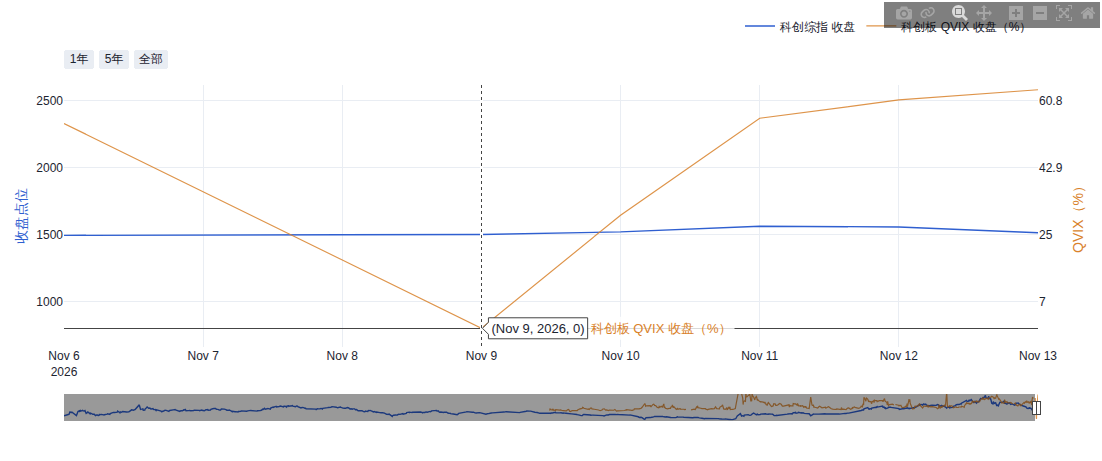 科创综指 收盘
科创板 QVIX 收盘（%）
1年
5年
全部
2500
2000
1500
1000
收盘点位
60.8
42.9
25
7
QVIX（%）
(Nov 9, 2026, 0)
科创板 QVIX 收盘（%）
Nov 6
2026
Nov 7
Nov 8
Nov 9
Nov 10
Nov 11
Nov 12
Nov 13